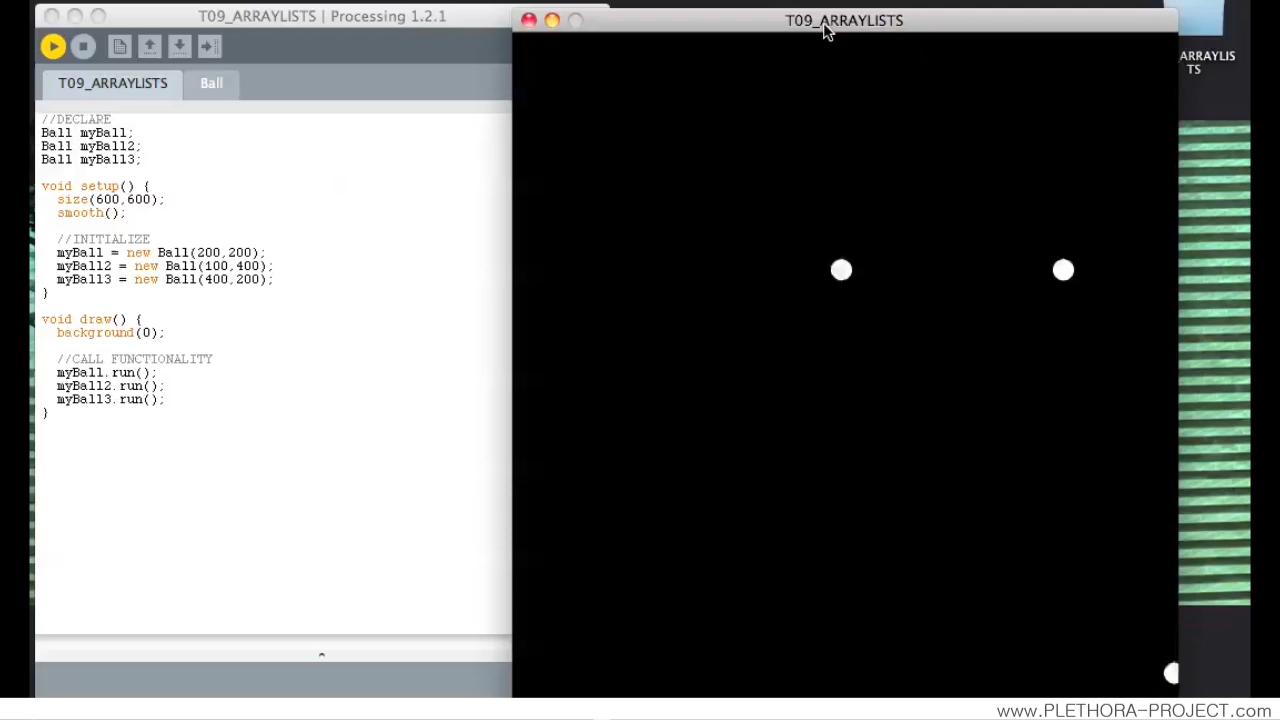 T09_ARRAYLISTS | Processing 1.2.1
T09_ARRAYLISTS Ball
//DECLARE
Ball myBall;
Ball myBall2;
Ball myBall3;
void setup() {
size(600,600);
smooth();
//INITIALIZE
myBall = new Ball(200,200);
myBall2 = new Ball(100,400);
myBall3 = new Ball(400,200);
}
void draw() {
background(0);
//CALL FUNCTIONALITY
myBall.run();
myBall2.run();
myBall3.run();
}
T09_ARRAYLISTS
ARRAYLIS
TS
www.PLETHORA-PROJECT.com